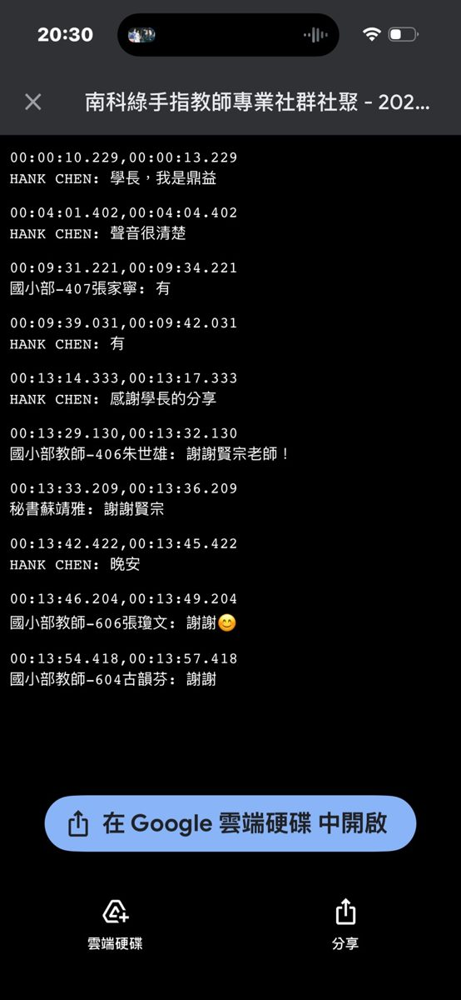 20:30
南科綠手指教師專業社群社聚 - 202...
00:00:10.229,00:00:13.229
HANK CHEN: 學長，我是鼎益
00:04:01.402,00:04:04.402
HANK CHEN: 聲音很清楚
00:09:31.221,00:09:34.221
國小部-407張家寧: 有
00:09:39.031,00:09:42.031
HANK CHEN: 有
00:13:14.333,00:13:17.333
HANK CHEN: 感謝學長的分享
00:13:29.130,00:13:32.130
國小部教師-406朱世雄: 謝謝賢宗老師！
00:13:33.209,00:13:36.209
秘書蘇靖雅: 謝謝賢宗
00:13:42.422,00:13:45.422
HANK CHEN: 晚安
00:13:46.204,00:13:49.204
國小部教師-606張瓊文: 謝謝😊
00:13:54.418,00:13:57.418
國小部教師-604古韻芬: 謝謝
在 Google 雲端硬碟 中開啟
雲端硬碟
分享